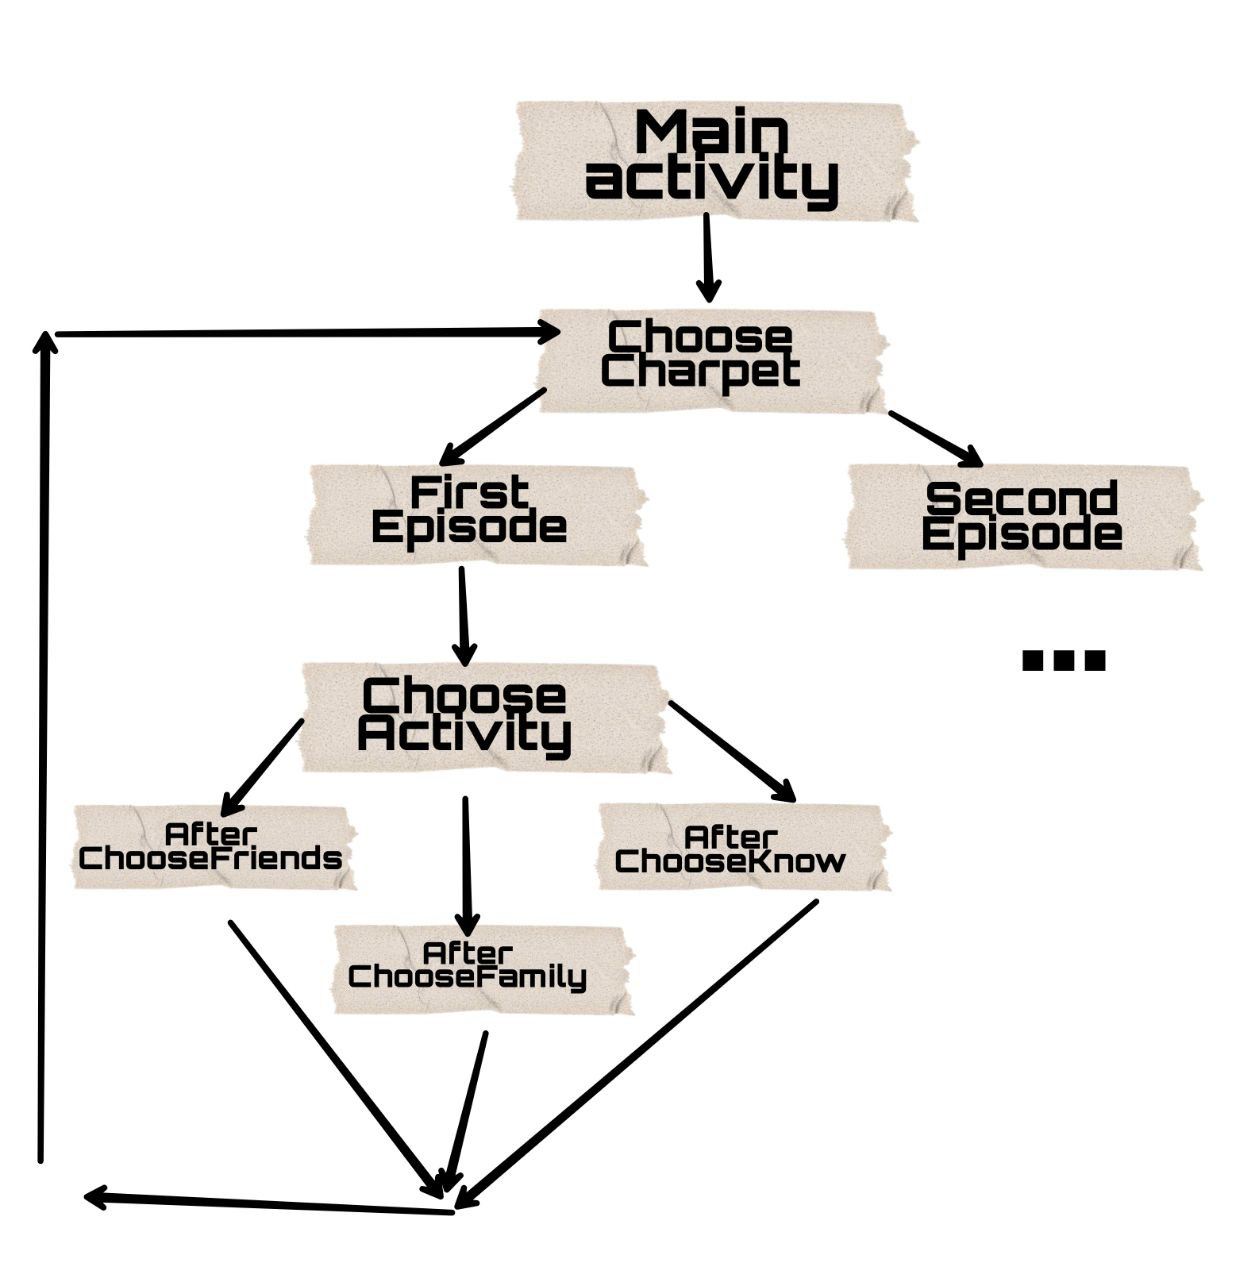 Main
activity
Choose
Charpet
First
Episode
Second
Episode
...
Choose
Activity
After
ChooseFriends
After
ChooseKnow
After
ChooseFamily